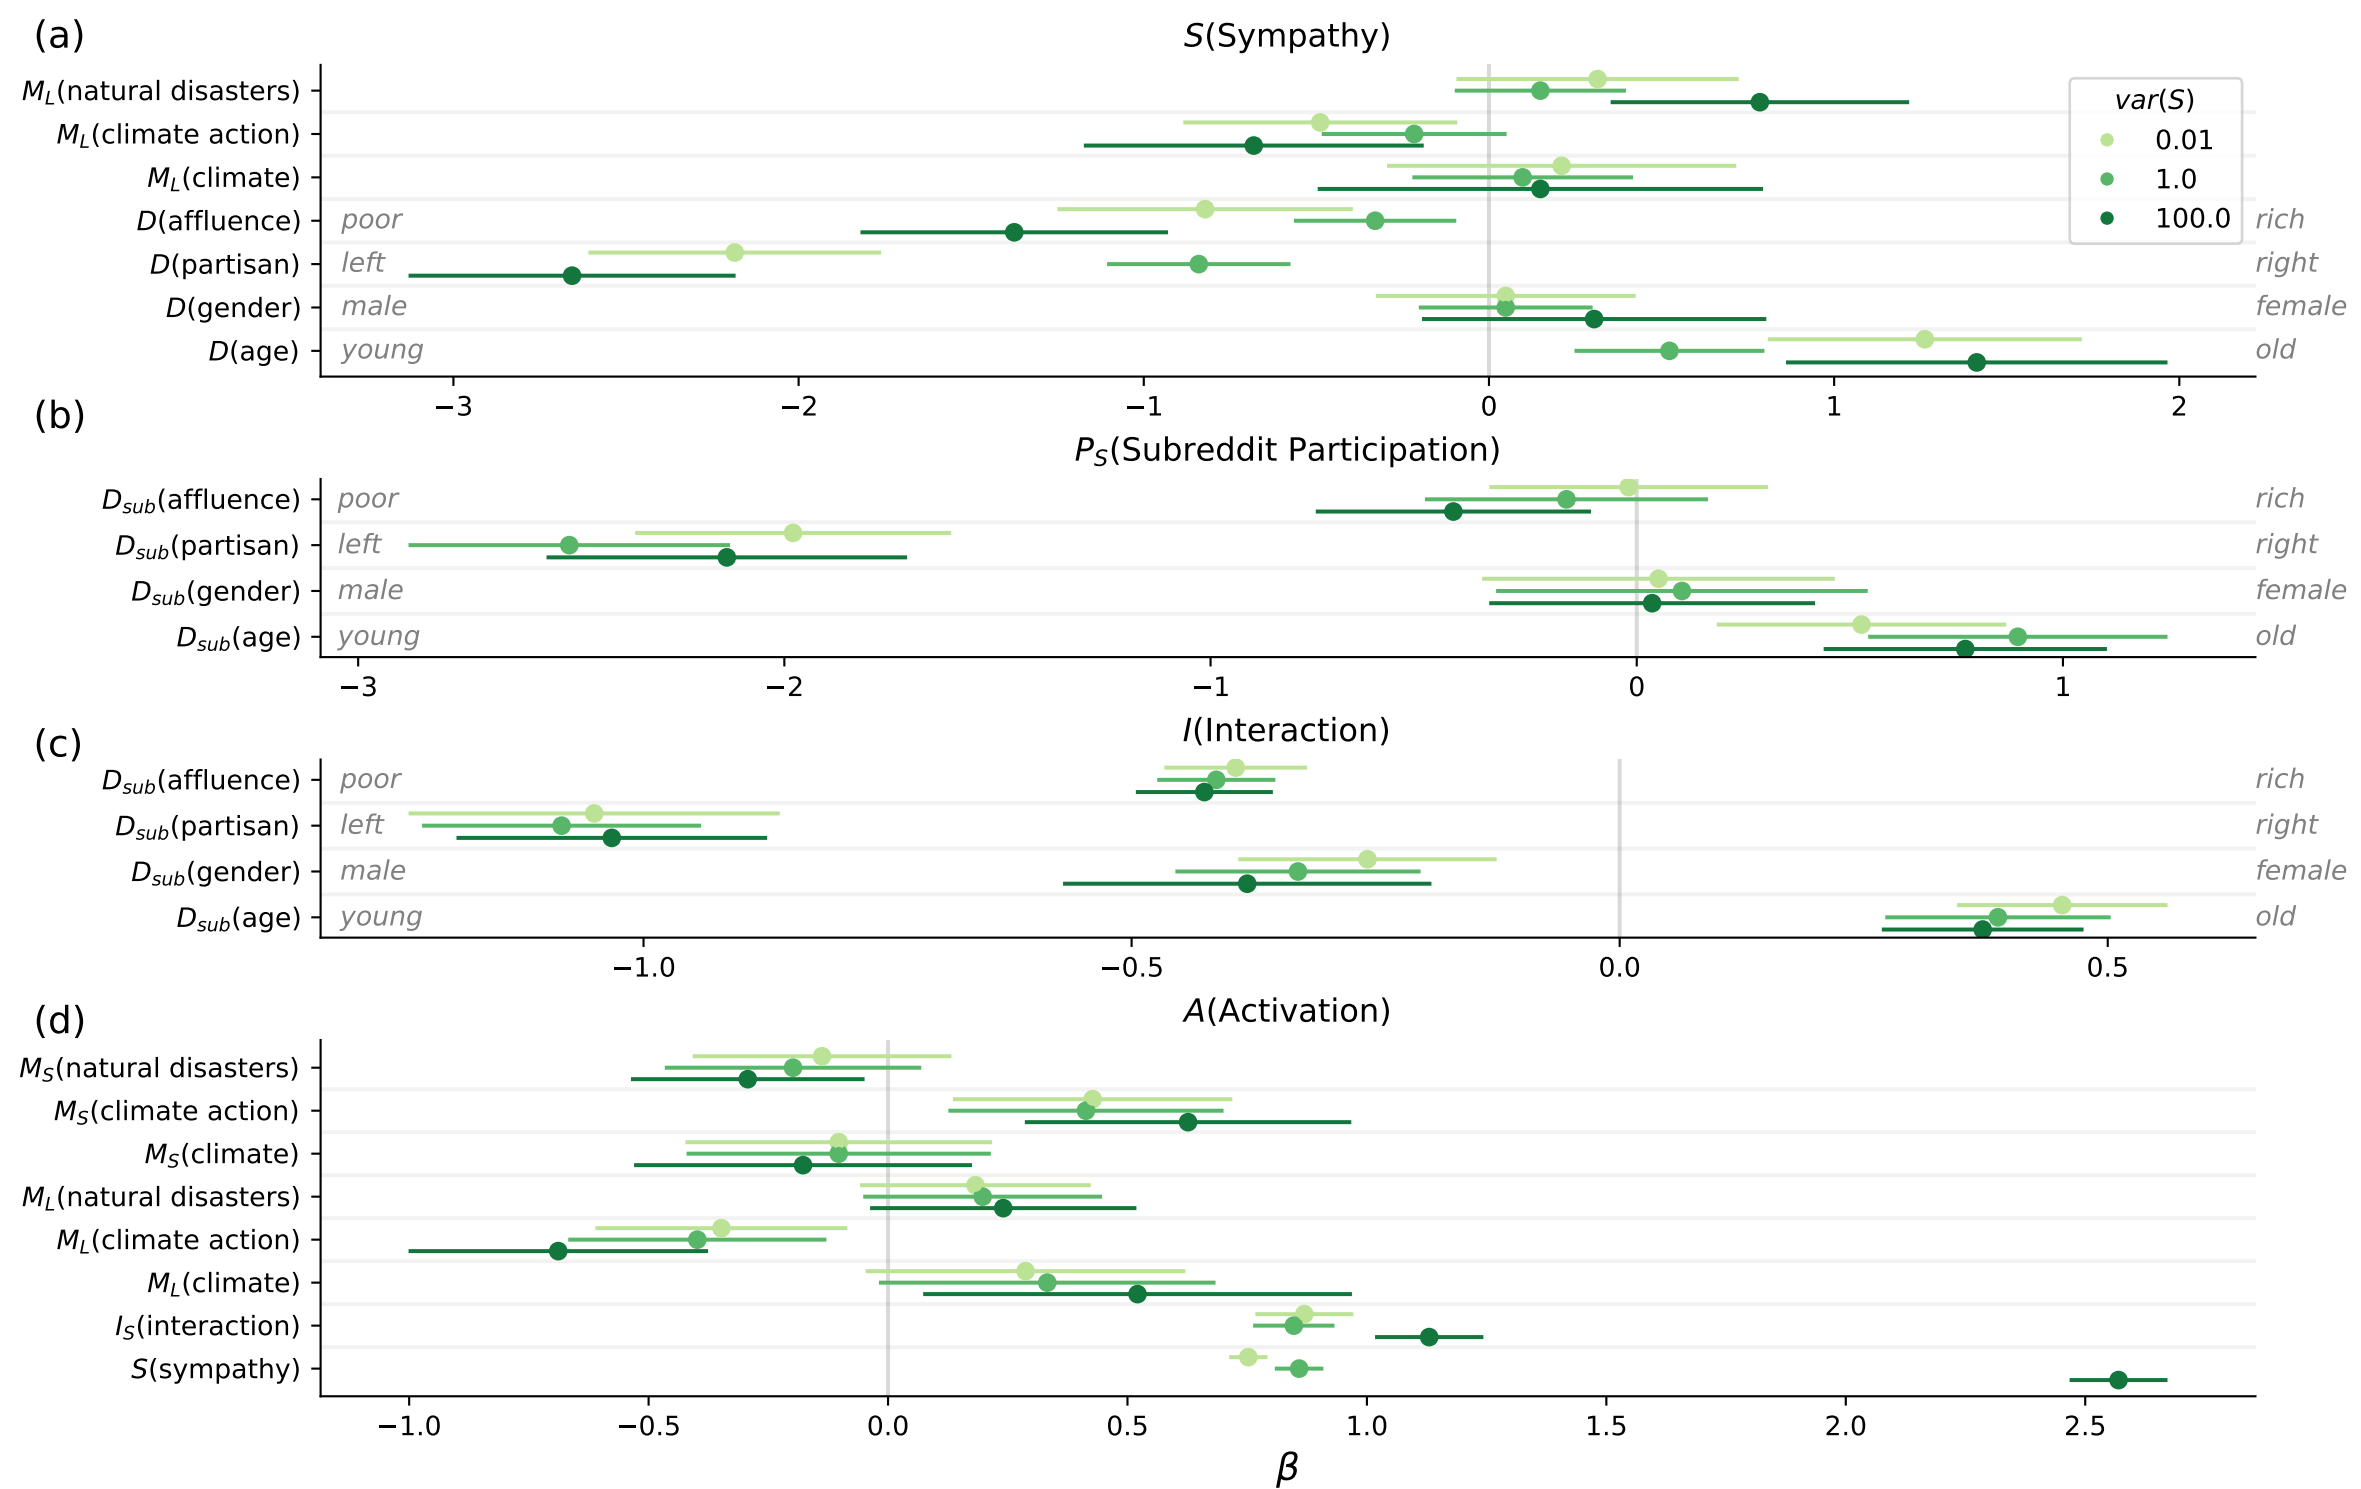 (a)
S(Sympathy)
M_L(natural disasters)
M_L(climate action)
M_L(climate)
D(affluence) poor rich
D(partisan) left right
D(gender) male female
D(age) young old
var(S)
0.01
1.0
100.0
−3 −2 −1 0 1 2
(b)
P_S(Subreddit Participation)
D_sub(affluence) poor rich
D_sub(partisan) left right
D_sub(gender) male female
D_sub(age) young old
−3 −2 −1 0 1
(c)
I(Interaction)
D_sub(affluence) poor rich
D_sub(partisan) left right
D_sub(gender) male female
D_sub(age) young old
−1.0 −0.5 0.0 0.5
(d)
A(Activation)
M_S(natural disasters)
M_S(climate action)
M_S(climate)
M_L(natural disasters)
M_L(climate action)
M_L(climate)
I_S(interaction)
S(sympathy)
−1.0 −0.5 0.0 0.5 1.0 1.5 2.0 2.5
β